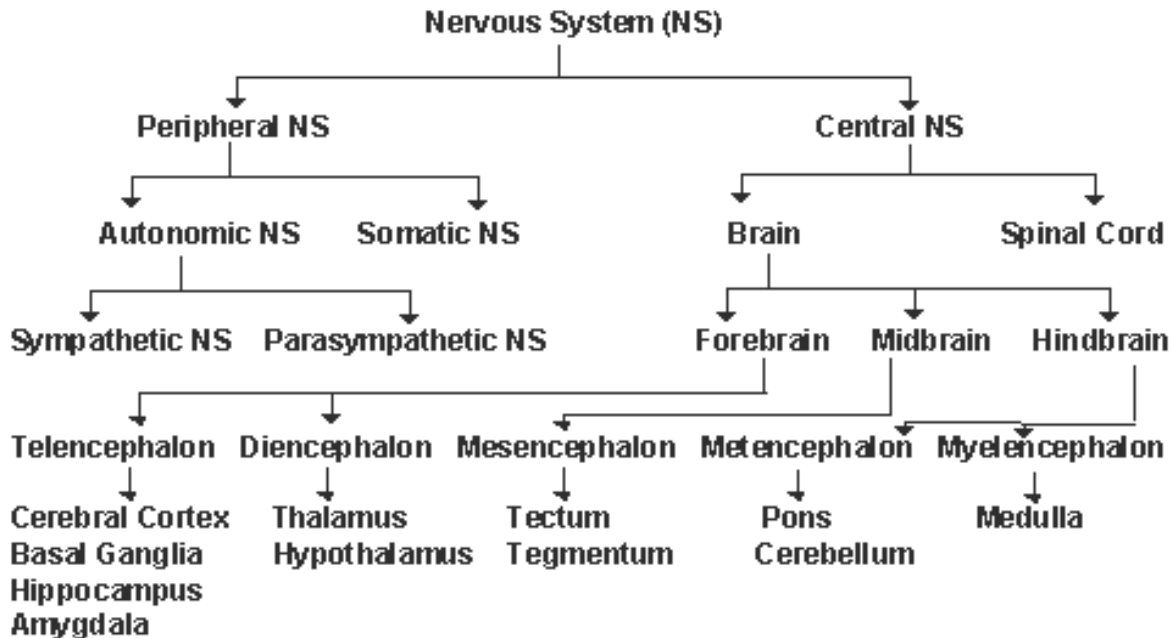 Nervous System (NS)
Peripheral NS
Central NS
Autonomic NS
Somatic NS
Brain
Spinal Cord
Sympathetic NS
Parasympathetic NS
Forebrain
Midbrain
Hindbrain
Telencephalon
Diencephalon
Mesencephalon
Metencephalon
Myelencephalon
Cerebral Cortex
Basal Ganglia
Hippocampus
Amygdala
Thalamus
Hypothalamus
Tectum
Tegmentum
Pons
Cerebellum
Medulla